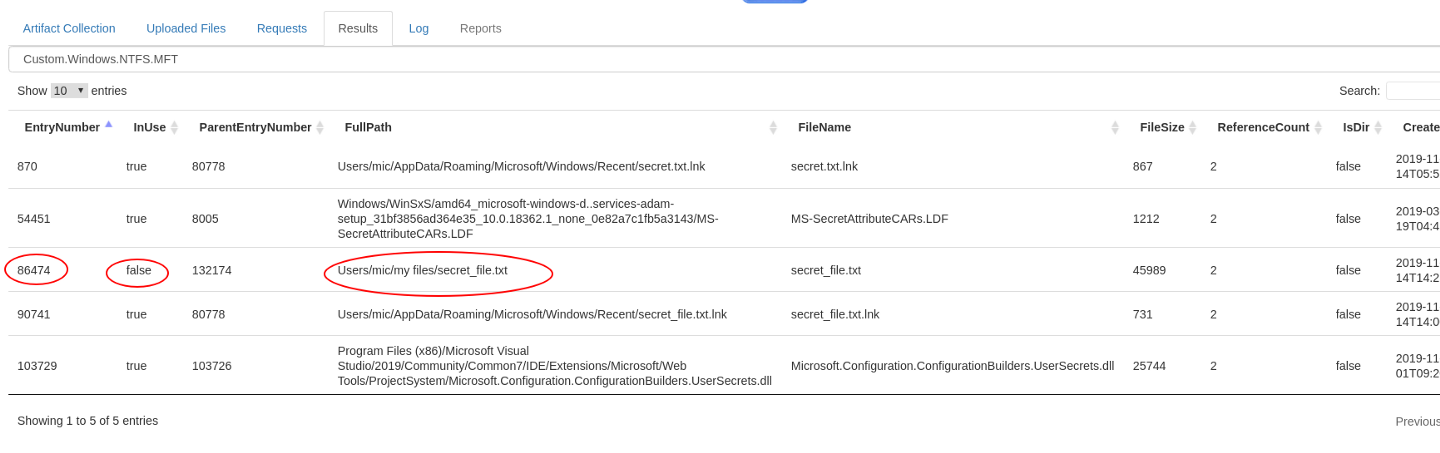 Artifact Collection Uploaded Files Requests Results Log Reports
Custom.Windows.NTFS.MFT
Show 10 entries Search:
EntryNumber InUse ParentEntryNumber FullPath FileName FileSize ReferenceCount IsDir Create
870 true 80778 Users/mic/AppData/Roaming/Microsoft/Windows/Recent/secret.txt.lnk secret.txt.lnk 867 2 false 2019-11
14T05:5
54451 true 8005 Windows/WinSxS/amd64_microsoft-windows-d..services-adam-
setup_31bf3856ad364e35_10.0.18362.1_none_0e82a7c1fb5a3143/MS-
SecretAttributeCARs.LDF MS-SecretAttributeCARs.LDF 1212 2 false 2019-03
19T04:4
86474 false 132174 Users/mic/my files/secret_file.txt secret_file.txt 45989 2 false 2019-11
14T14:2
90741 true 80778 Users/mic/AppData/Roaming/Microsoft/Windows/Recent/secret_file.txt.lnk secret_file.txt.lnk 731 2 false 2019-11
14T14:0
103729 true 103726 Program Files (x86)/Microsoft Visual
Studio/2019/Community/Common7/IDE/Extensions/Microsoft/Web
Tools/ProjectSystem/Microsoft.Configuration.ConfigurationBuilders.UserSecrets.dll Microsoft.Configuration.ConfigurationBuilders.UserSecrets.dll 25744 2 false 2019-11
01T09:2
Showing 1 to 5 of 5 entries Previous